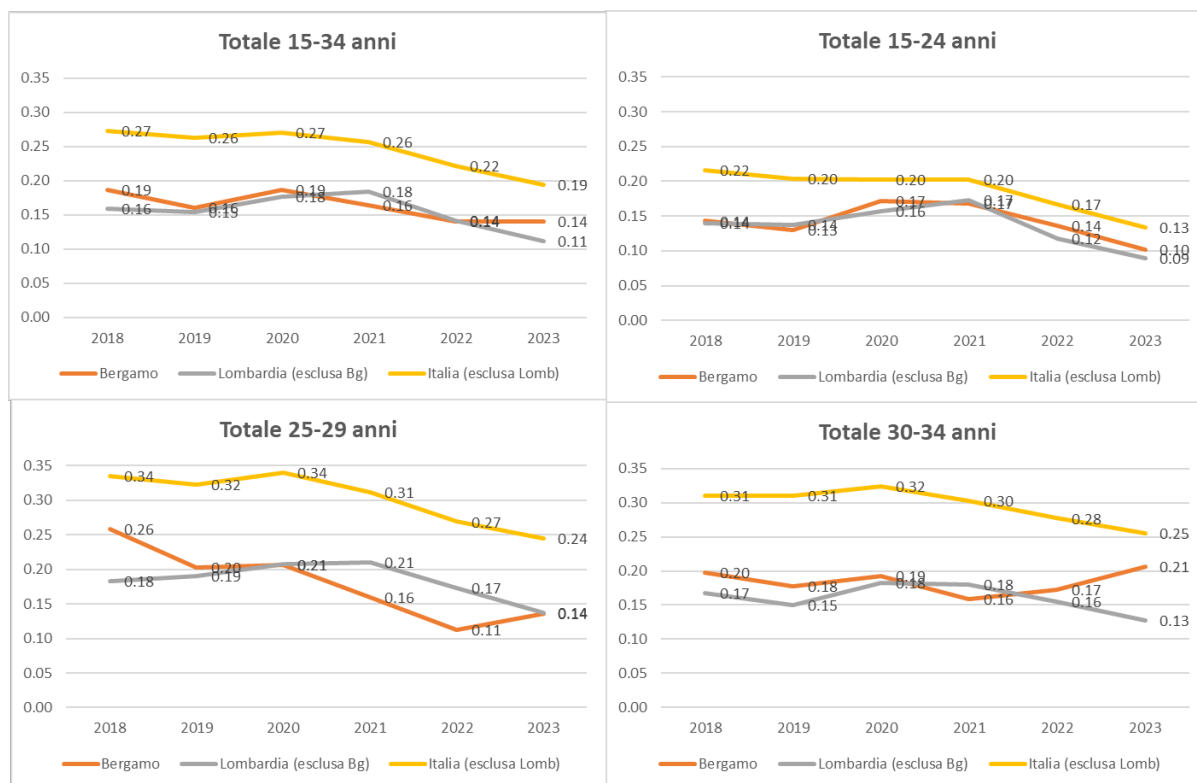 Totale 15-34 anni
0.35
0.30
0.25
0.20
0.15
0.10
0.05
0.00
0.27 0.26 0.27 0.26 0.22 0.19
0.19 0.16 0.19 0.16 0.14 0.14
0.16 0.15 0.18 0.18 0.14 0.11
2018 2019 2020 2021 2022 2023
Bergamo Lombardia (esclusa Bg) Italia (esclusa Lomb)
Totale 15-24 anni
0.35
0.30
0.25
0.20
0.15
0.10
0.05
0.00
0.22 0.20 0.20 0.20 0.17 0.13
0.14 0.13 0.17 0.17 0.14 0.10
0.14 0.14 0.16 0.17 0.12 0.09
2018 2019 2020 2021 2022 2023
Bergamo Lombardia (esclusa Bg) Italia (esclusa Lomb)
Totale 25-29 anni
0.35
0.30
0.25
0.20
0.15
0.10
0.05
0.00
0.34 0.32 0.34 0.31 0.27 0.24
0.26 0.20 0.21 0.16 0.11 0.14
0.18 0.19 0.21 0.21 0.17 0.14
2018 2019 2020 2021 2022 2023
Bergamo Lombardia (esclusa Bg) Italia (esclusa Lomb)
Totale 30-34 anni
0.35
0.30
0.25
0.20
0.15
0.10
0.05
0.00
0.31 0.31 0.32 0.30 0.28 0.25
0.20 0.18 0.19 0.16 0.17 0.21
0.17 0.15 0.18 0.18 0.16 0.13
2018 2019 2020 2021 2022 2023
Bergamo Lombardia (esclusa Bg) Italia (esclusa Lomb)